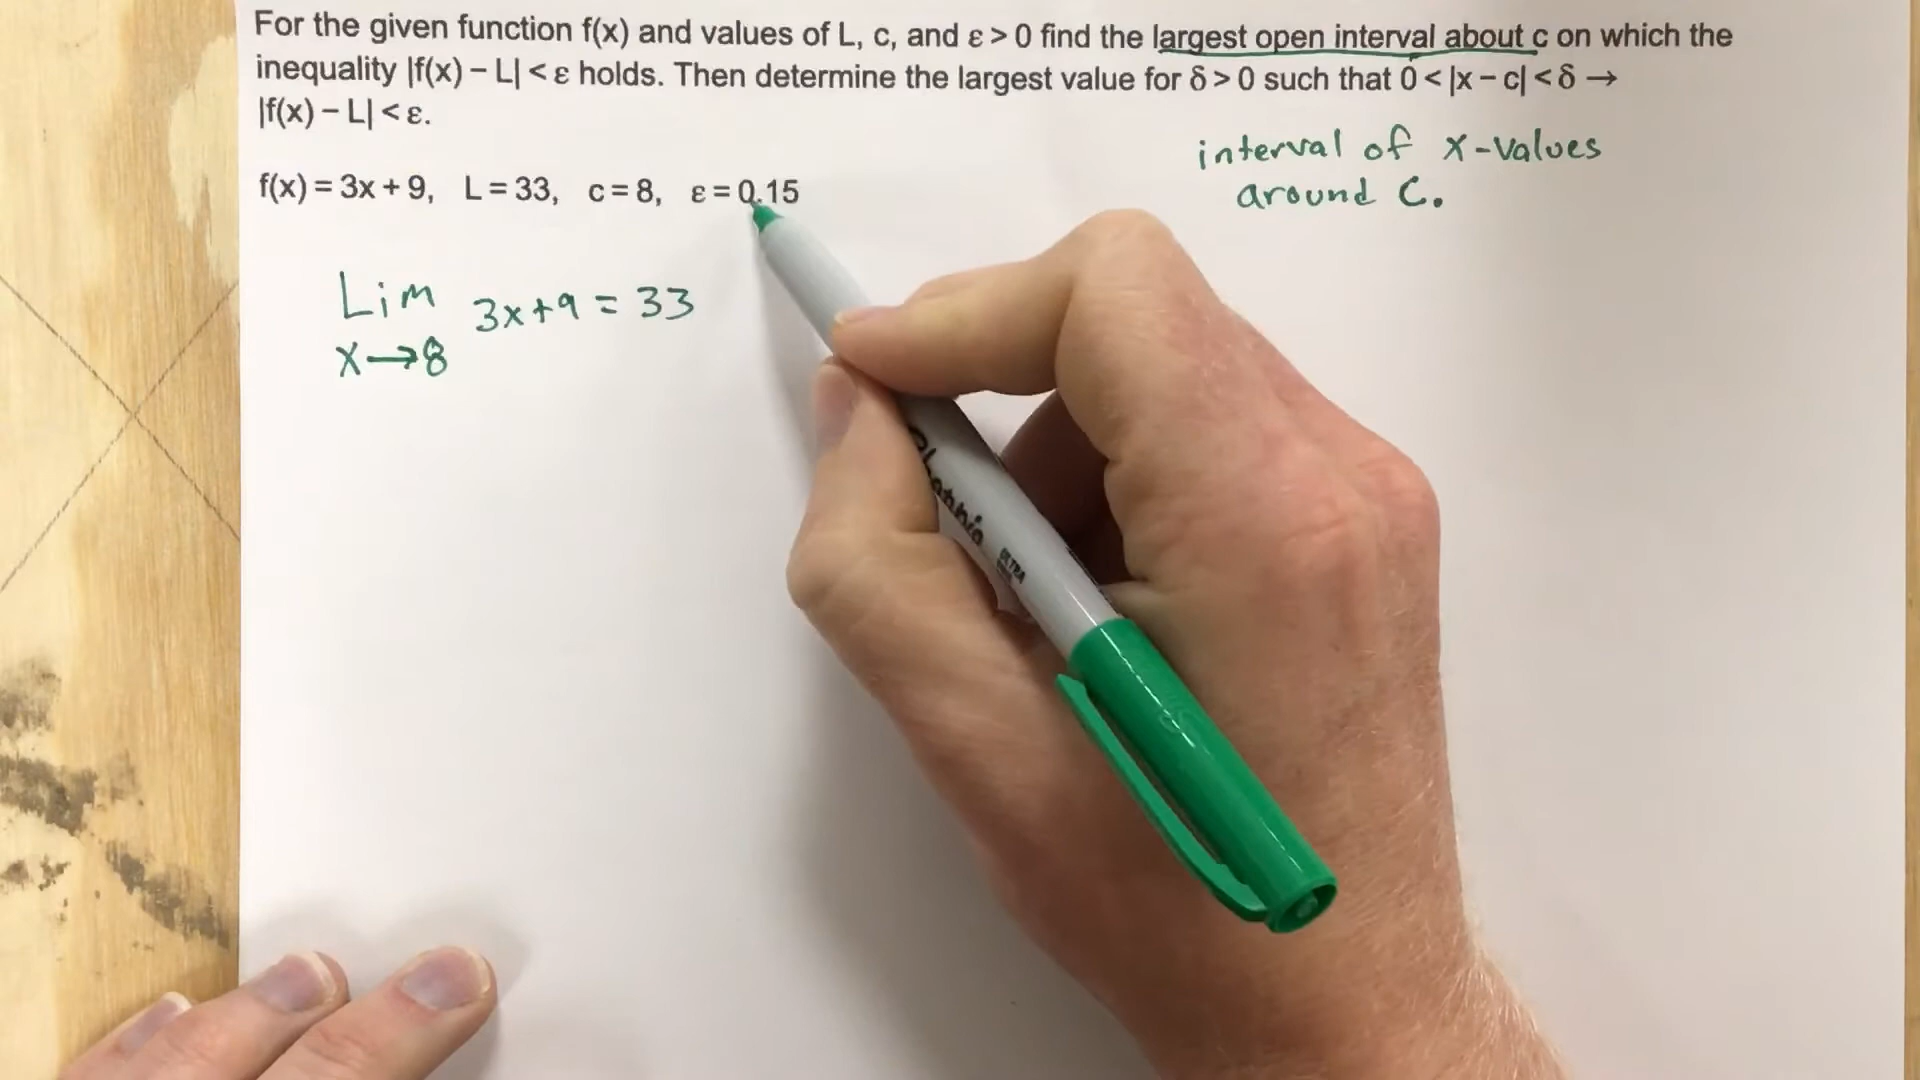 For the given function f(x) and values of L, c, and ε > 0 find the largest open interval about c on which the
inequality |f(x) – L| < ε holds. Then determine the largest value for δ > 0 such that 0 < |x – c| < δ →
|f(x) – L| < ε.
interval of x-values
around c.
f(x) = 3x + 9, L = 33, c = 8, ε = 0.15
Lim 3x+9 = 33
x→8
Sharpie
ULTRA